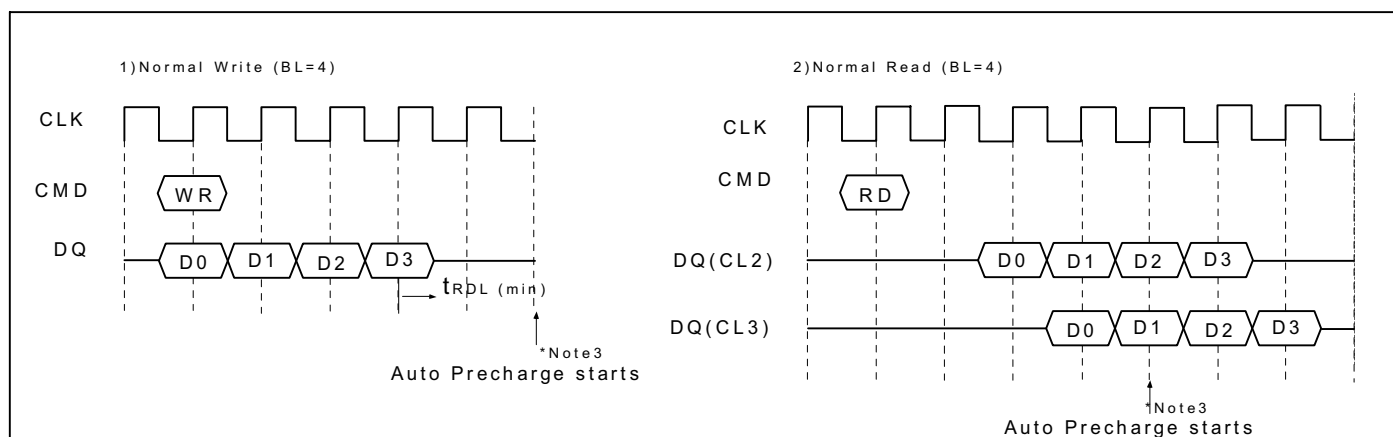 1)Normal Write (BL=4)
CLK
CMD
WR
DQ
D0 D1 D2 D3
tRDL (min)
*Note3
Auto Precharge starts
2)Normal Read (BL=4)
CLK
CMD
RD
DQ(CL2)
D0 D1 D2 D3
DQ(CL3)
D0 D1 D2 D3
*Note3
Auto Precharge starts